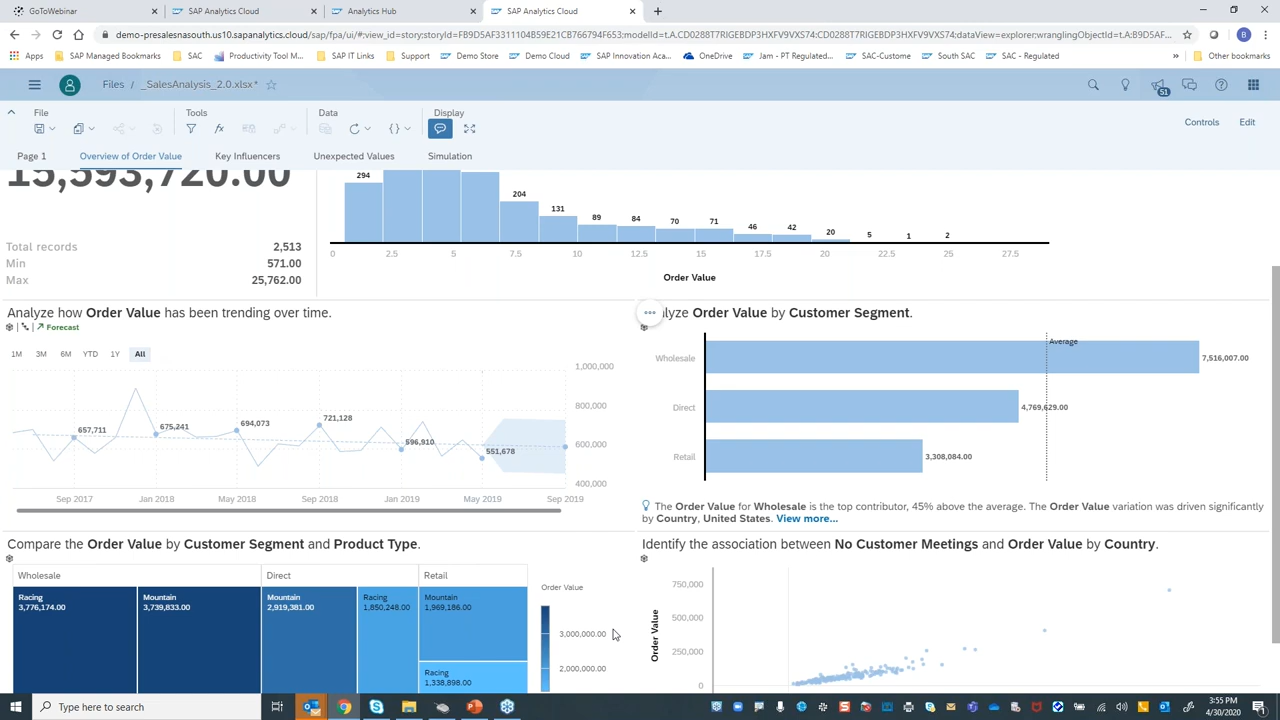 GoToWebinar
SAP Analytics Cloud
Analytics Hub
SAP Analytics Cloud
demo-presalesnasouth.us10.sapanalytics.cloud/sap/fpa/ui/#;view_id=story;storyId=FB9D5AF3311104B59E21CB766794F653;modelId=t.A.CD0288T7RIGEBDP3HXFV9VXS74:CD0288T7RIGEBDP3HXFV9VXS74;dataView=explorer;wranglingObjectId=t.A:B9D5AF...
B
Apps
SAP Managed Bookmarks
SAC
Productivity Tool M...
SAP IT Links
Support
Demo Store
Demo Cloud
SAP Innovation Aca...
OneDrive
Jam - PT Regulated...
SAC-Custome
South SAC
SAC - Regulated
»
Other bookmarks
Files / _SalesAnalysis_2.0.xlsx*
51
File
Tools
Data
Display
Controls
Edit
Page 1
Overview of Order Value
Key Influencers
Unexpected Values
Simulation
15,593,720.00
Total records 2,513
Min 571.00
Max 25,762.00
294
204
131
89
84
70
71
46
42
20
5
1
2
0 2.5 5 7.5 10 12.5 15 17.5 20 22.5 25 27.5
Order Value
Analyze how Order Value has been trending over time.
Forecast
1M 3M 6M YTD 1Y All
1,000,000
800,000
600,000
400,000
657,711
675,241
694,073
721,128
596,910
551,678
Sep 2017 Jan 2018 May 2018 Sep 2018 Jan 2019 May 2019 Sep 2019
alyze Order Value by Customer Segment.
Average
Wholesale 7,516,007.00
Direct 4,769,629.00
Retail 3,308,084.00
The Order Value for Wholesale is the top contributor, 45% above the average. The Order Value variation was driven significantly
by Country, United States. View more...
Compare the Order Value by Customer Segment and Product Type.
Wholesale
Direct
Retail
Racing
3,776,174.00
Mountain
3,739,833.00
Mountain
2,919,381.00
Racing
1,850,248.00
Mountain
1,969,186.00
Racing
1,338,898.00
Order Value
3,000,000.00
2,000,000.00
Identify the association between No Customer Meetings and Order Value by Country.
Order Value
750,000
500,000
250,000
0
Type here to search
3:55 PM
4/30/2020